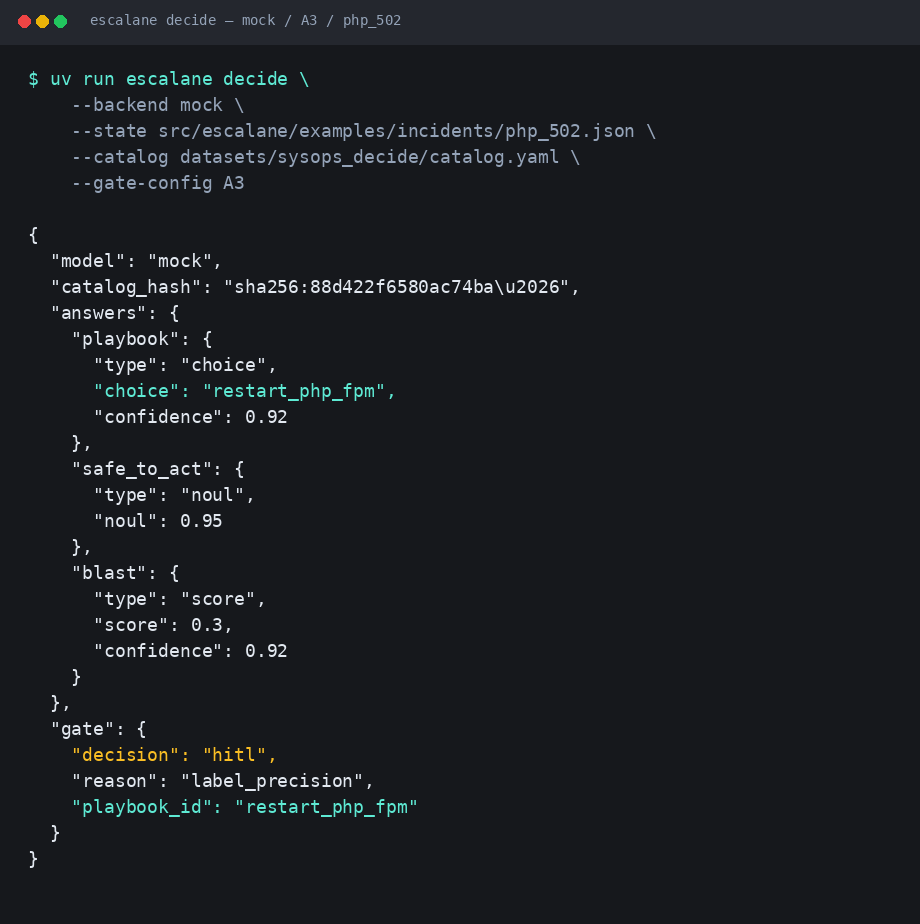 escalane decide — mock / A3 / php_502
$ uv run escalane decide \
    --backend mock \
    --state src/escalane/examples/incidents/php_502.json \
    --catalog datasets/sysops_decide/catalog.yaml \
    --gate-config A3
{
  "model": "mock",
  "catalog_hash": "sha256:88d422f6580ac74ba\u2026",
  "answers": {
    "playbook": {
      "type": "choice",
      "choice": "restart_php_fpm",
      "confidence": 0.92
    },
    "safe_to_act": {
      "type": "noul",
      "noul": 0.95
    },
    "blast": {
      "type": "score",
      "score": 0.3,
      "confidence": 0.92
    }
  },
  "gate": {
    "decision": "hitl",
    "reason": "label_precision",
    "playbook_id": "restart_php_fpm"
  }
}